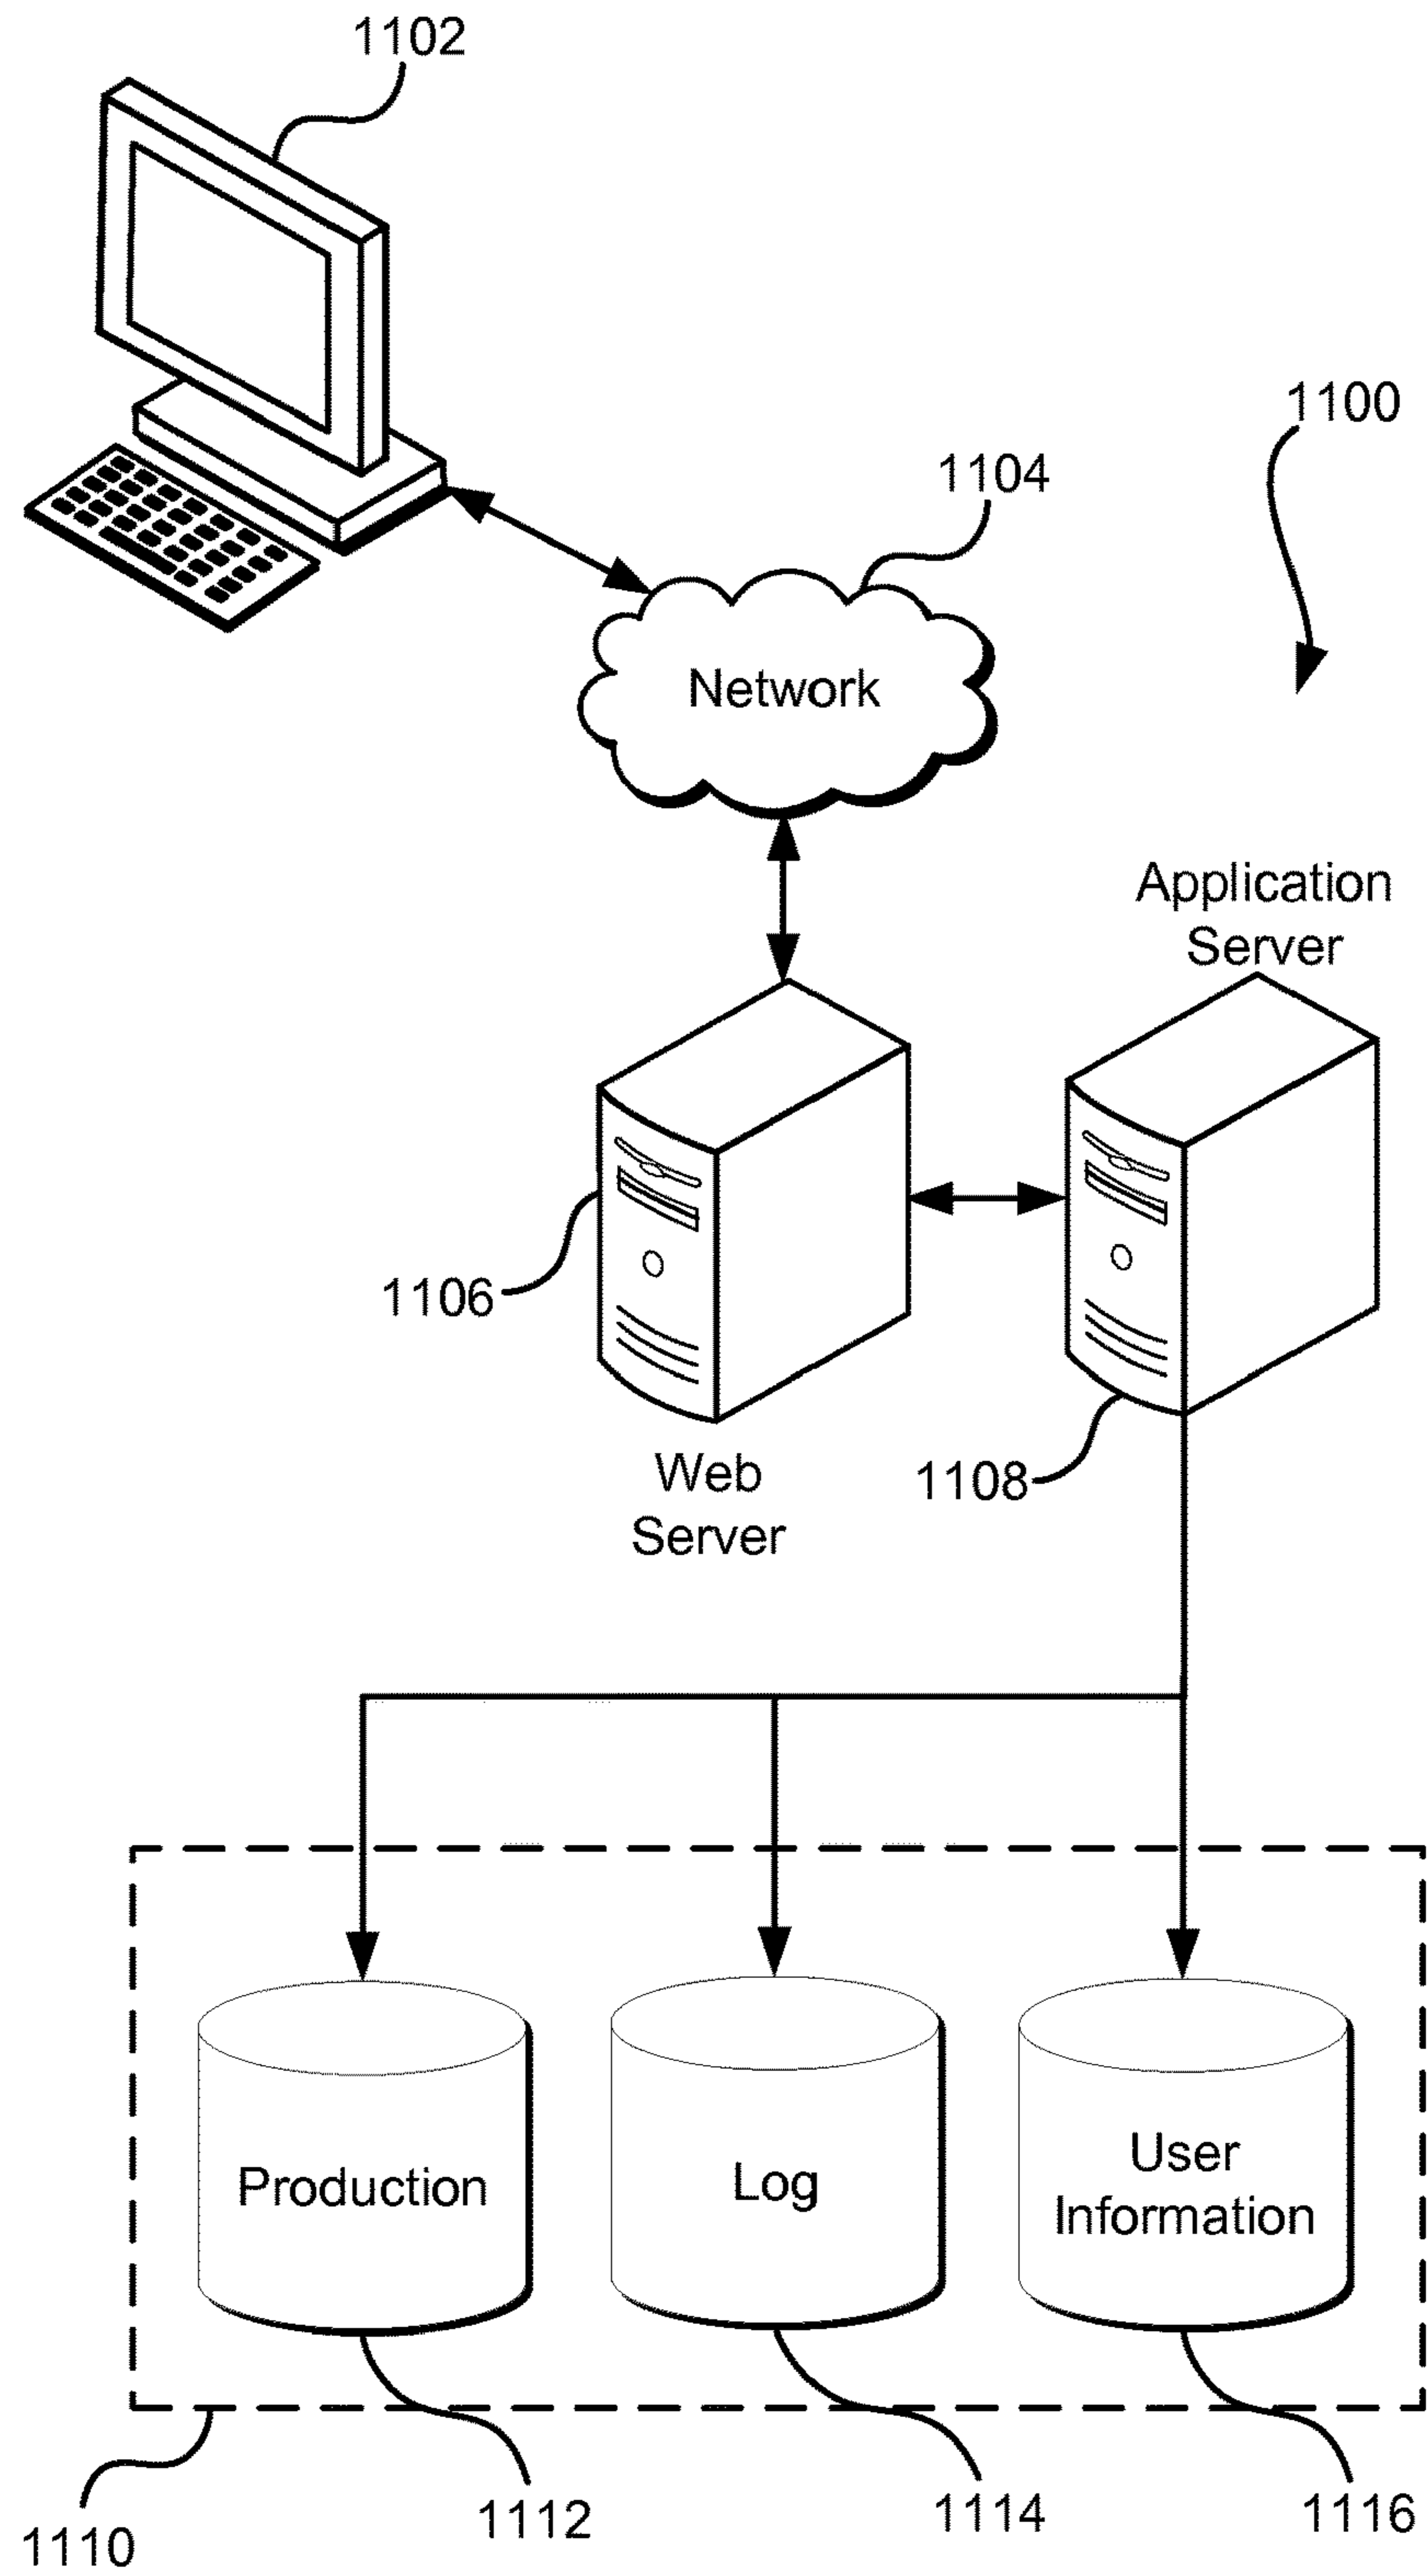 1102
1100
1104
Network
Application
Server
1106
Web
Server
1108
Production
Log
User
Information
1110
1112
1114
1116